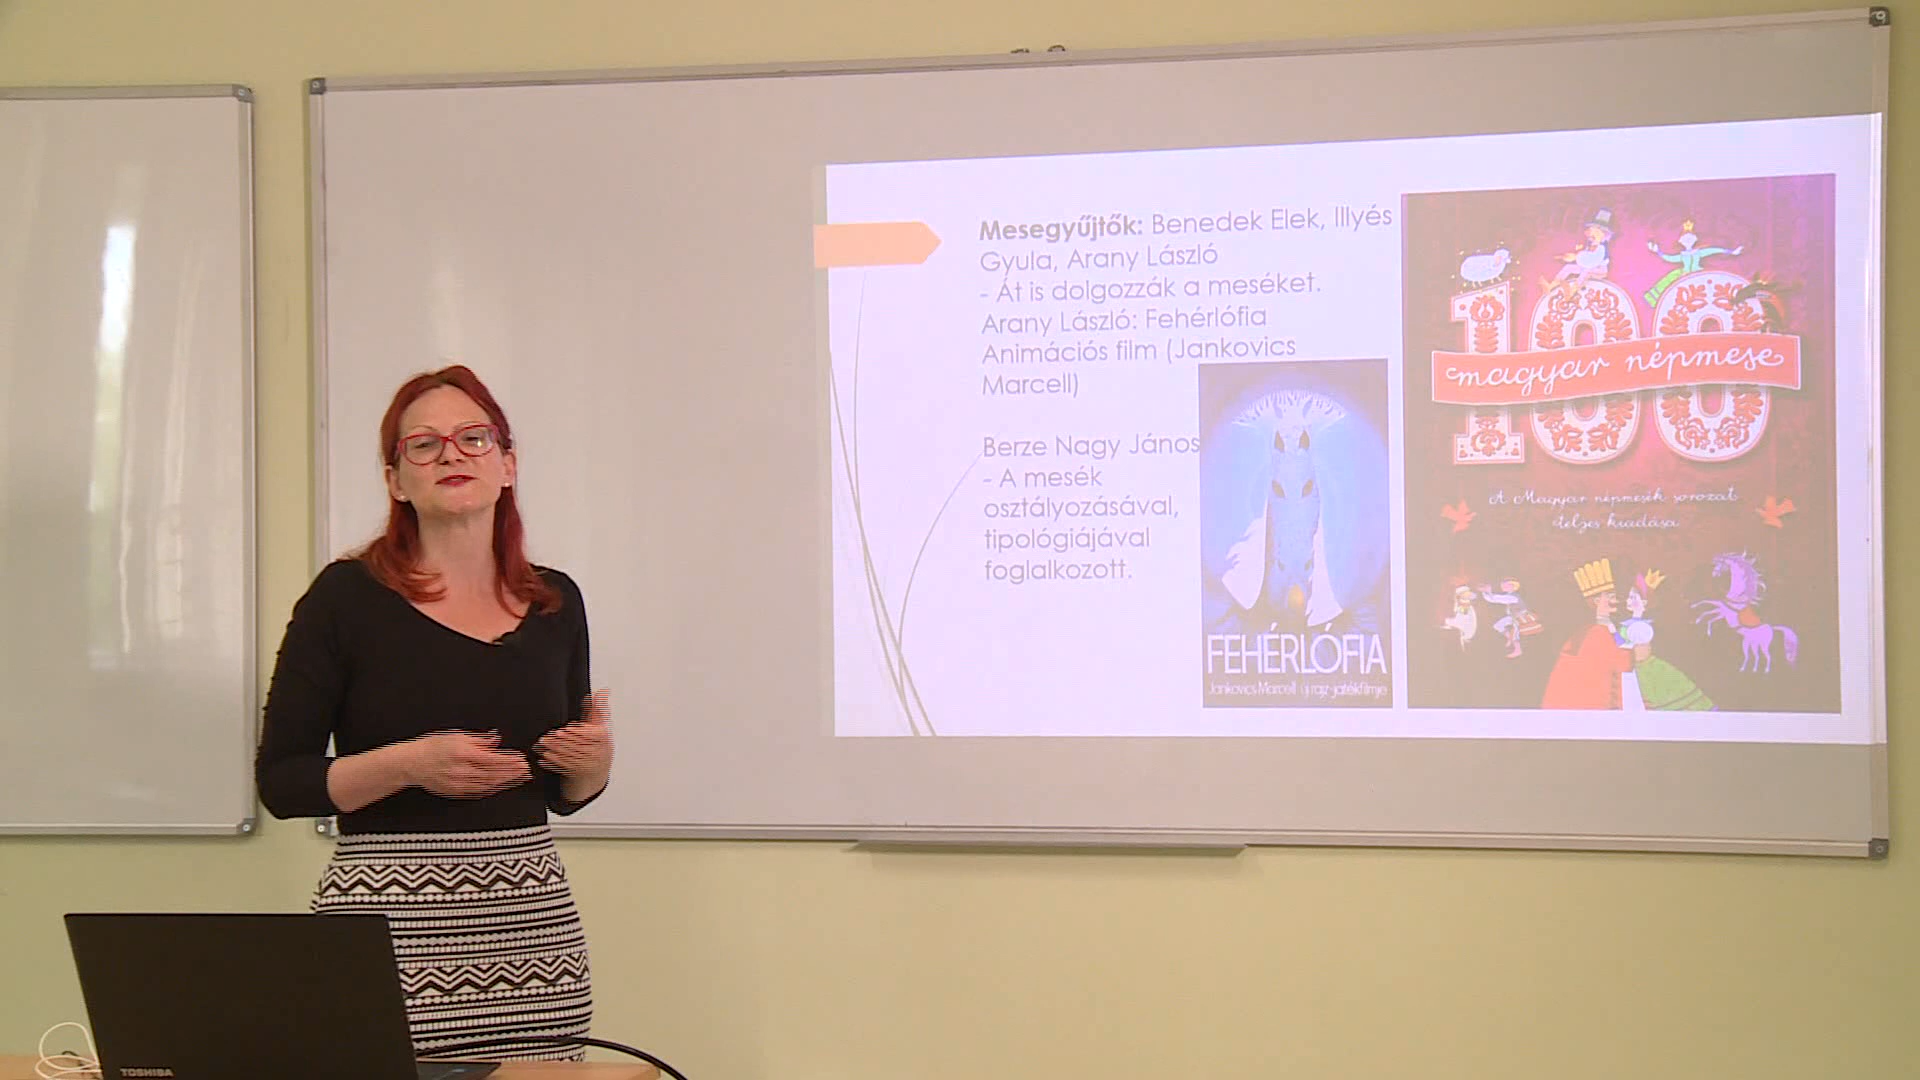 Mesegyűjtők: Benedek Elek, Illyés
Gyula, Arany László
- Át is dolgozzák a meséket.
Arany László: Fehérlófia
Animációs film (Jankovics
Marcell)
Berze Nagy János
- A mesék
osztályozásával,
tipológiájával
foglalkozott.
FEHÉRLÓFIA
Jankovics Marcell új rajz-játékfilmje
100
magyar népmese
A Magyar népmesék sorozat
teljes kiadása
TOSHIBA